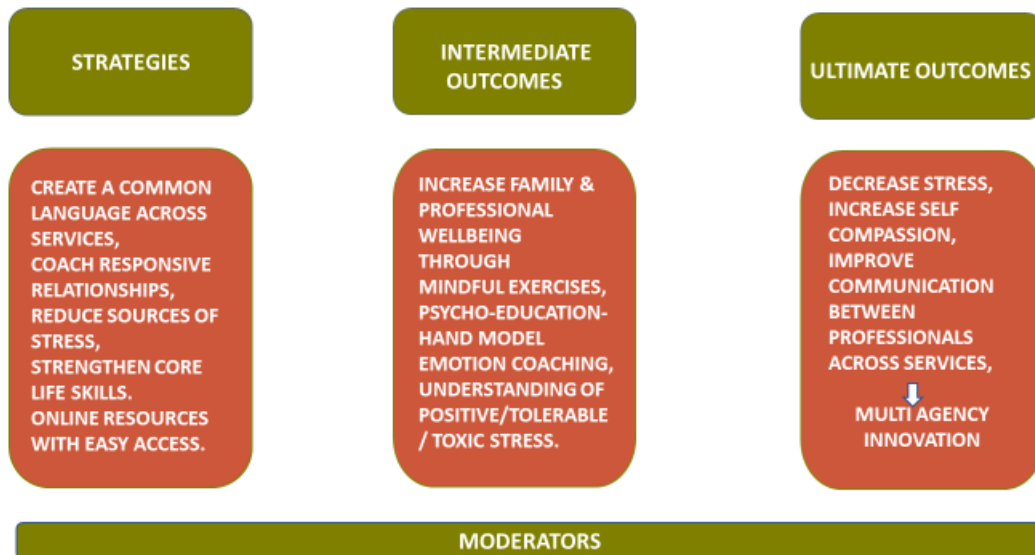 STRATEGIES
INTERMEDIATE
OUTCOMES
ULTIMATE OUTCOMES
CREATE A COMMON
LANGUAGE ACROSS
SERVICES,
COACH RESPONSIVE
RELATIONSHIPS,
REDUCE SOURCES OF
STRESS,
STRENGTHEN CORE
LIFE SKILLS.
ONLINE RESOURCES
WITH EASY ACCESS.
INCREASE FAMILY &
PROFESSIONAL
WELLBEING
THROUGH
MINDFUL EXERCISES,
PSYCHO-EDUCATION-
HAND MODEL
EMOTION COACHING,
UNDERSTANDING OF
POSITIVE/TOLERABLE
/ TOXIC STRESS.
DECREASE STRESS,
INCREASE SELF
COMPASSION,
IMPROVE
COMMUNICATION
BETWEEN
PROFESSIONALS
ACROSS SERVICES,
MULTI AGENCY
INNOVATION
MODERATORS